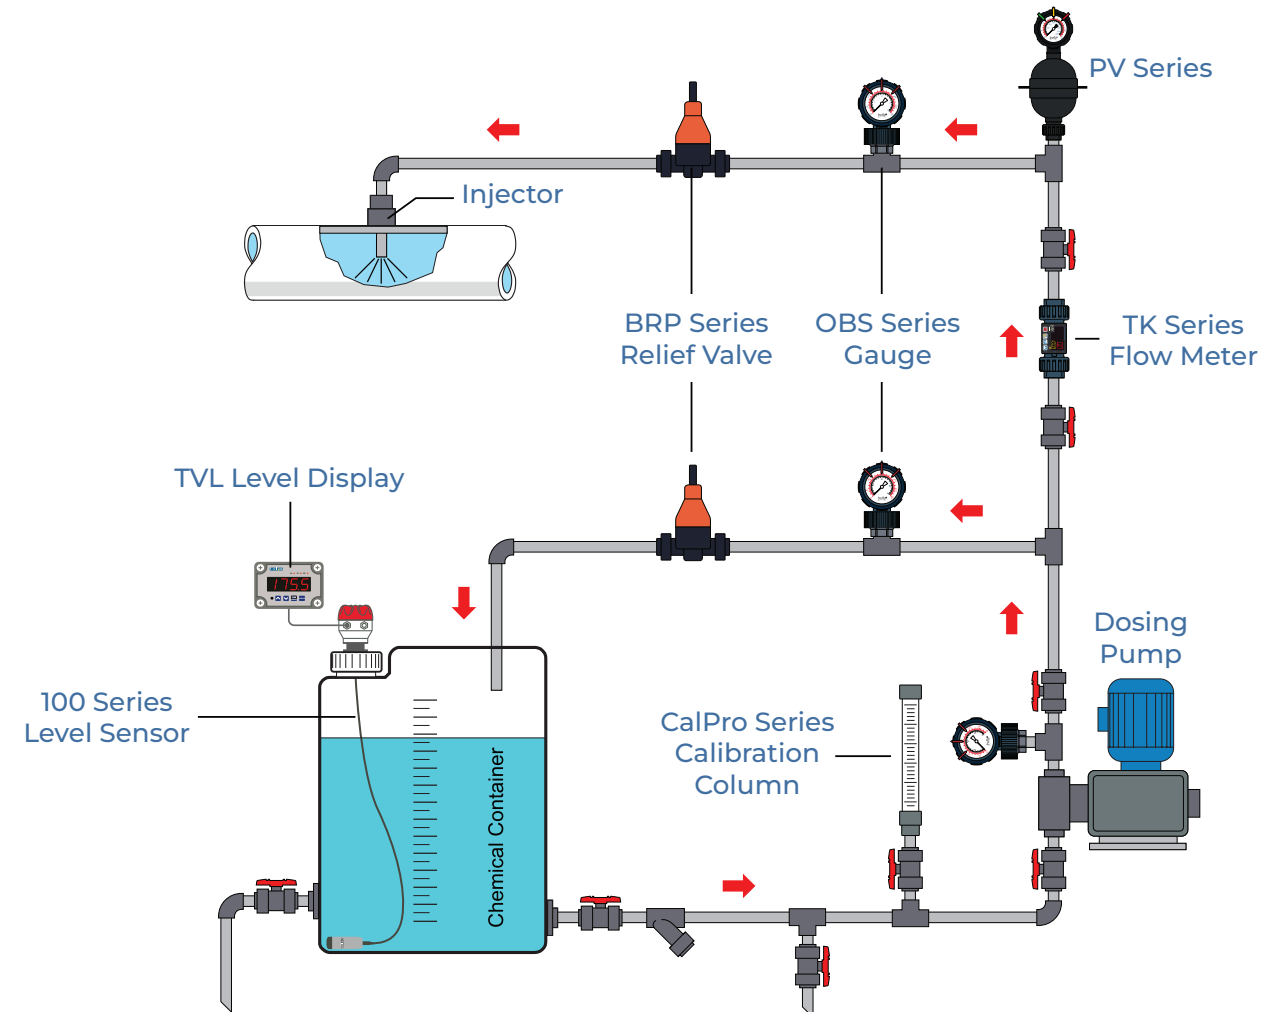 PV Series
Injector
BRP Series
Relief Valve
OBS Series
Gauge
TK Series
Flow Meter
TVL Level Display
1755
100 Series
Level Sensor
Chemical Container
CalPro Series
Calibration
Column
Dosing
Pump